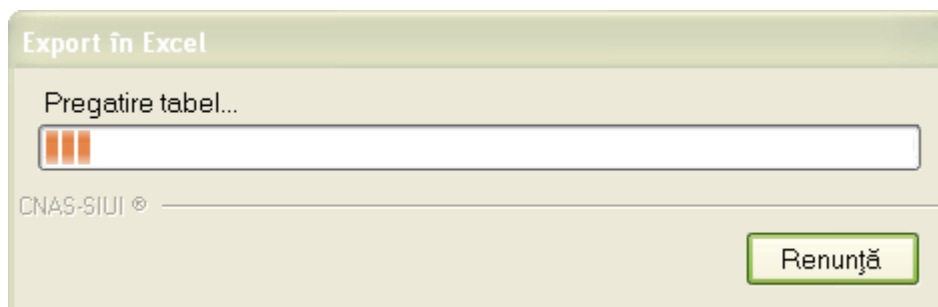 Export în Excel
Pregatire tabel...
CNAS-SIUI ®
Renunţă